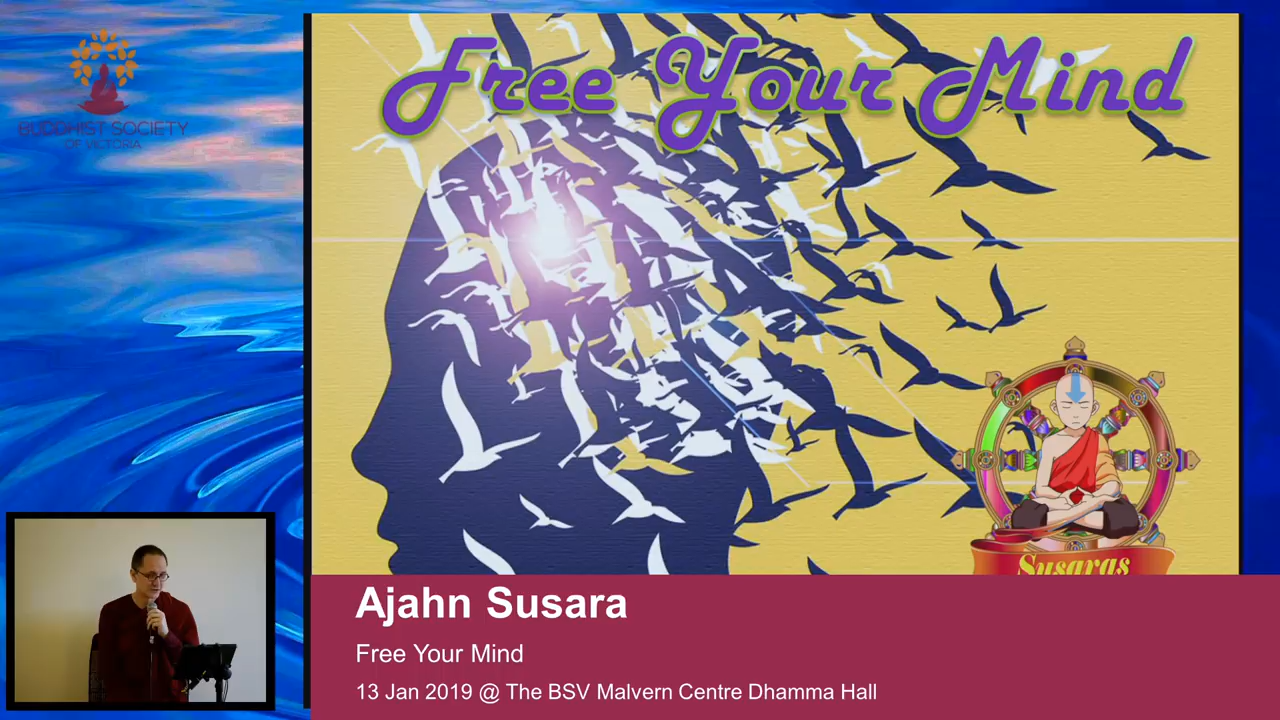 BUDDHIST SOCIETY
OF VICTORIA
Free Your Mind
Susaras
Ajahn Susara
Free Your Mind
13 Jan 2019 @ The BSV Malvern Centre Dhamma Hall